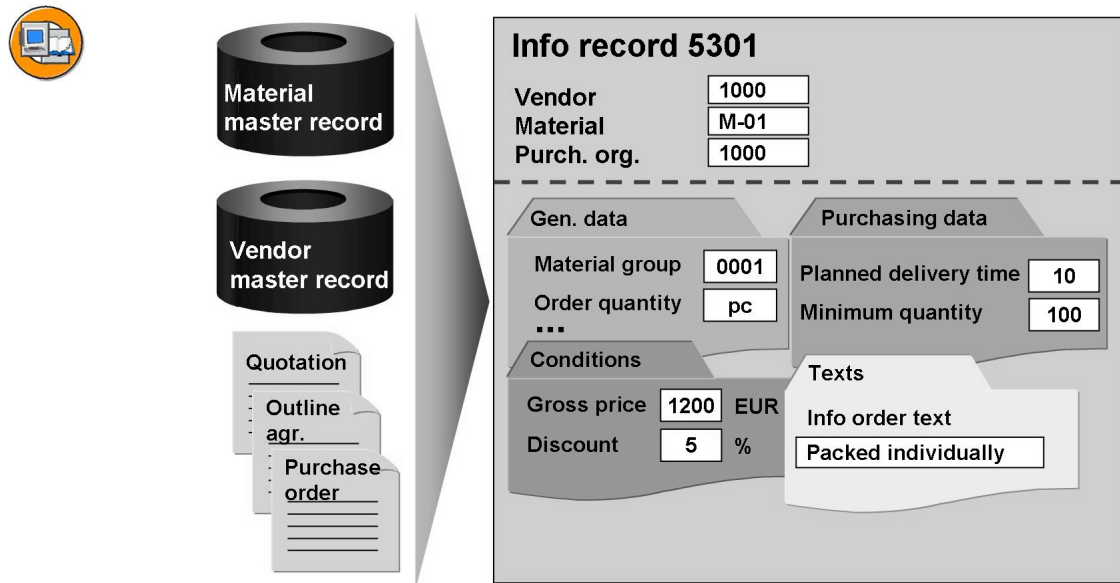 Material
master record
Vendor
master record
Quotation
Outline
agr.
Purchase
order
Info record 5301
Vendor 1000
Material M-01
Purch. org. 1000
Gen. data
Material group 0001
Order quantity pc
...
Purchasing data
Planned delivery time 10
Minimum quantity 100
Conditions
Gross price 1200 EUR
Discount 5 %
Texts
Info order text
Packed individually